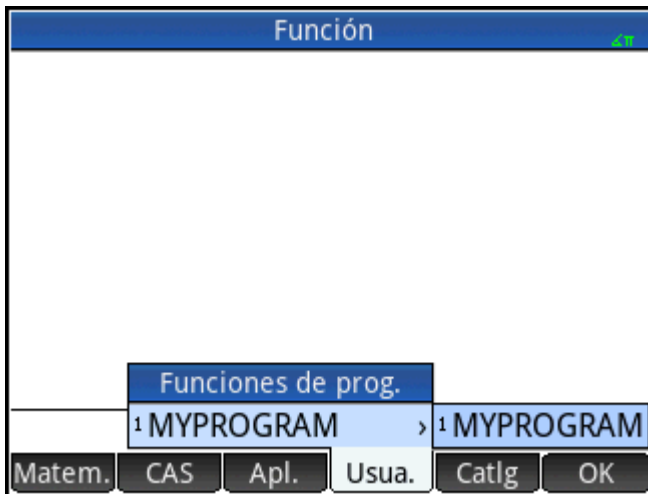 Función
∡π
Funciones de prog.
1 MYPROGRAM › 1 MYPROGRAM
Matem. CAS Apl. Usua. Catlg OK